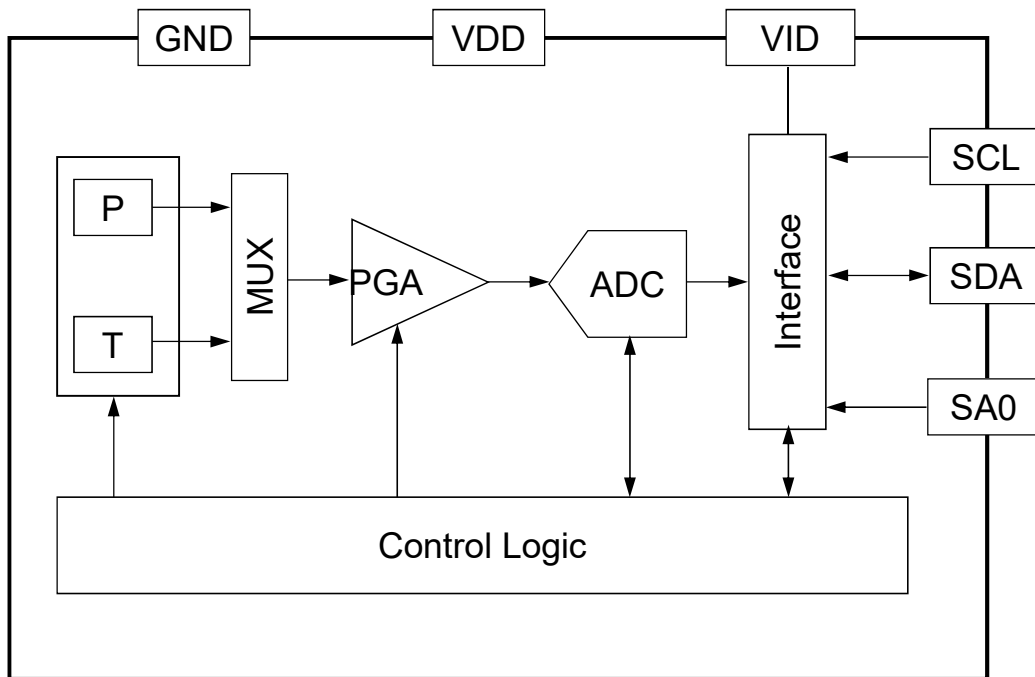 GND
VDD
VID
SCL
P
MUX
PGA
ADC
Interface
SDA
T
SA0
Control Logic